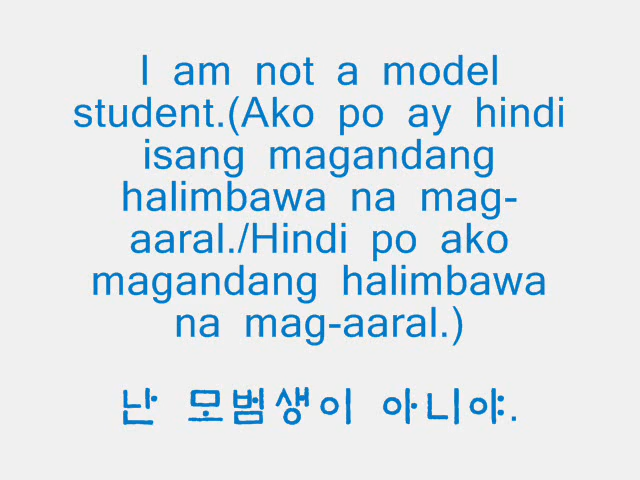 I am not a model
student.(Ako po ay hindi
isang magandang
halimbawa na mag-
aaral./Hindi po ako
magandang halimbawa
na mag-aaral.)
난 모범생이 아니야.